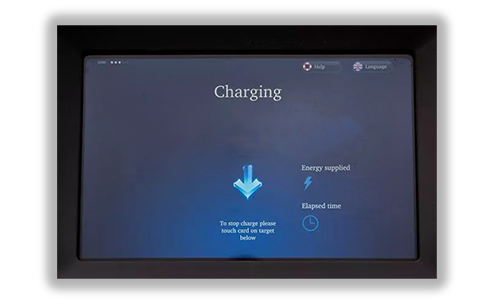 Help
Language
Charging
Energy supplied
Elapsed time
To stop charge please
touch card on target
below